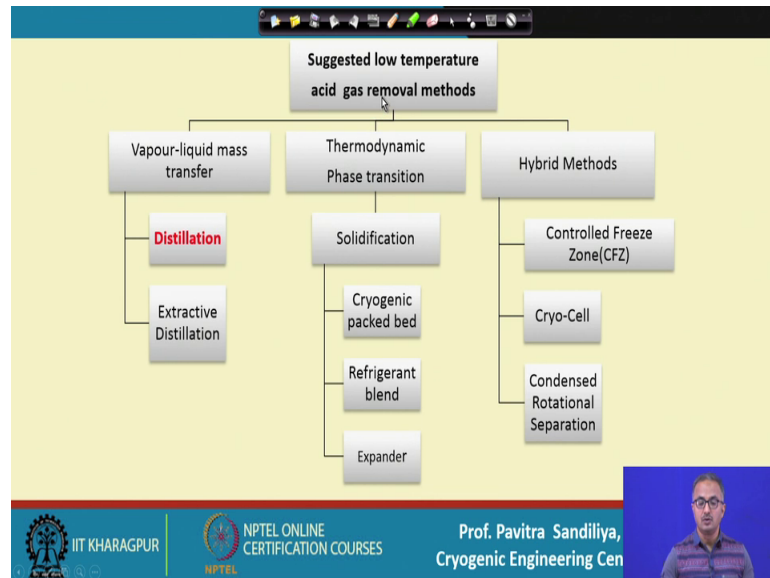 Suggested low temperature
acid gas removal methods
Vapour-liquid mass
transfer
Thermodynamic
Phase transition
Hybrid Methods
Distillation
Solidification
Controlled Freeze
Zone(CFZ)
Extractive
Distillation
Cryogenic
packed bed
Cryo-Cell
Refrigerant
blend
Condensed
Rotational
Separation
Expander
IIT KHARAGPUR
NPTEL
NPTEL ONLINE
CERTIFICATION COURSES
Prof. Pavitra Sandiliya,
Cryogenic Engineering Cen